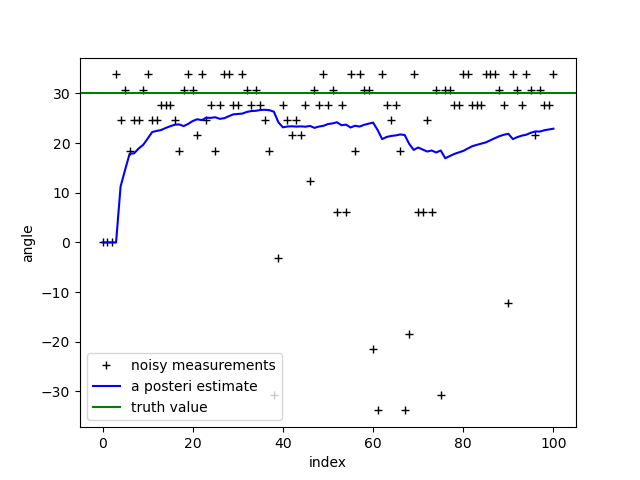 30
20
10
0
−10
−20
−30
angle
noisy measurements
a posteri estimate
truth value
0 20 40 60 80 100
index